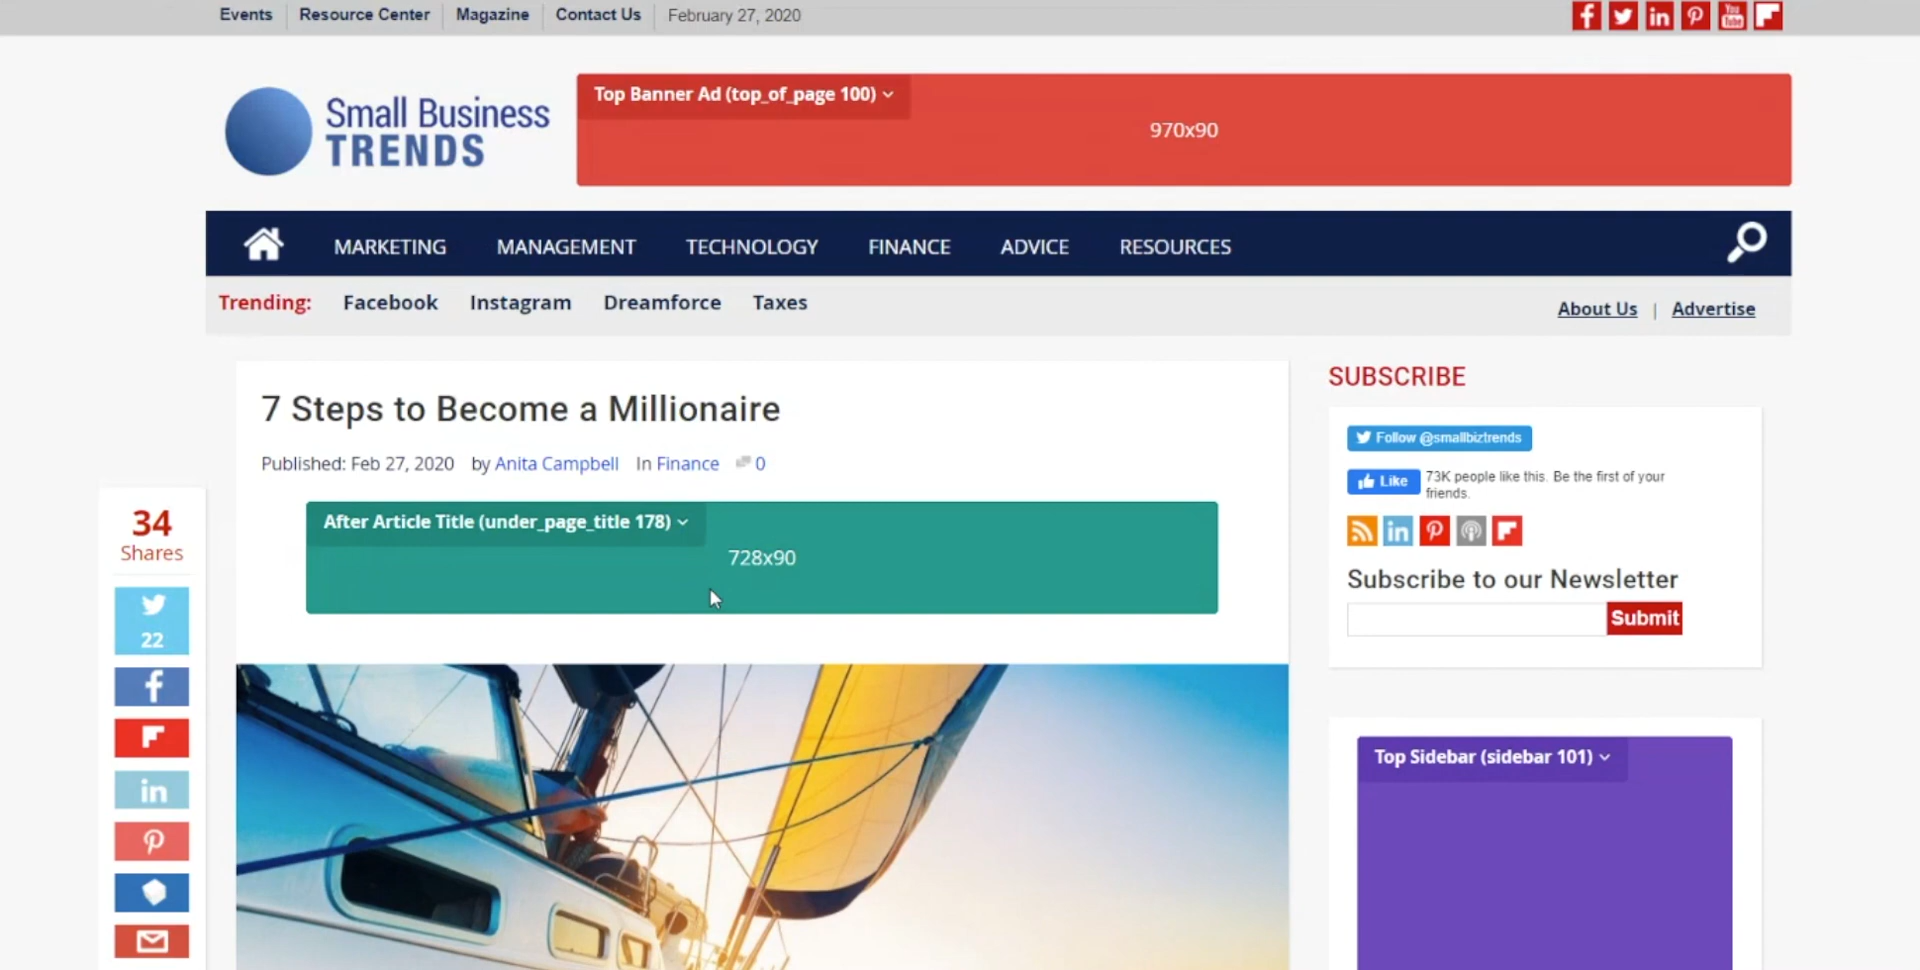 Events
Resource Center
Magazine
Contact Us
February 27, 2020
Small Business
TRENDS
Top Banner Ad (top_of_page 100)
970x90
MARKETING
MANAGEMENT
TECHNOLOGY
FINANCE
ADVICE
RESOURCES
Trending:
Facebook
Instagram
Dreamforce
Taxes
About Us | Advertise
7 Steps to Become a Millionaire
Published: Feb 27, 2020 by Anita Campbell In Finance 0
After Article Title (under_page_title 178)
728x90
34
Shares
22
SUBSCRIBE
Follow @smallbiztrends
Like
73K people like this. Be the first of your
friends.
Subscribe to our Newsletter
Submit
Top Sidebar (sidebar 101)